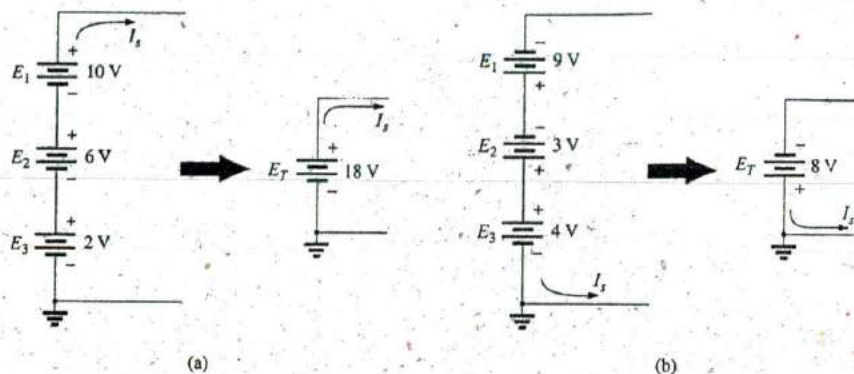 I_s
+
E_1 10 V
−
+
E_2 6 V
−
+
E_3 2 V
−
I_s
+
E_T 18 V
−
(a)
−
E_1 9 V
+
−
E_2 3 V
+
+
E_3 4 V
−
I_s
−
E_T 8 V
+
I_s
(b)